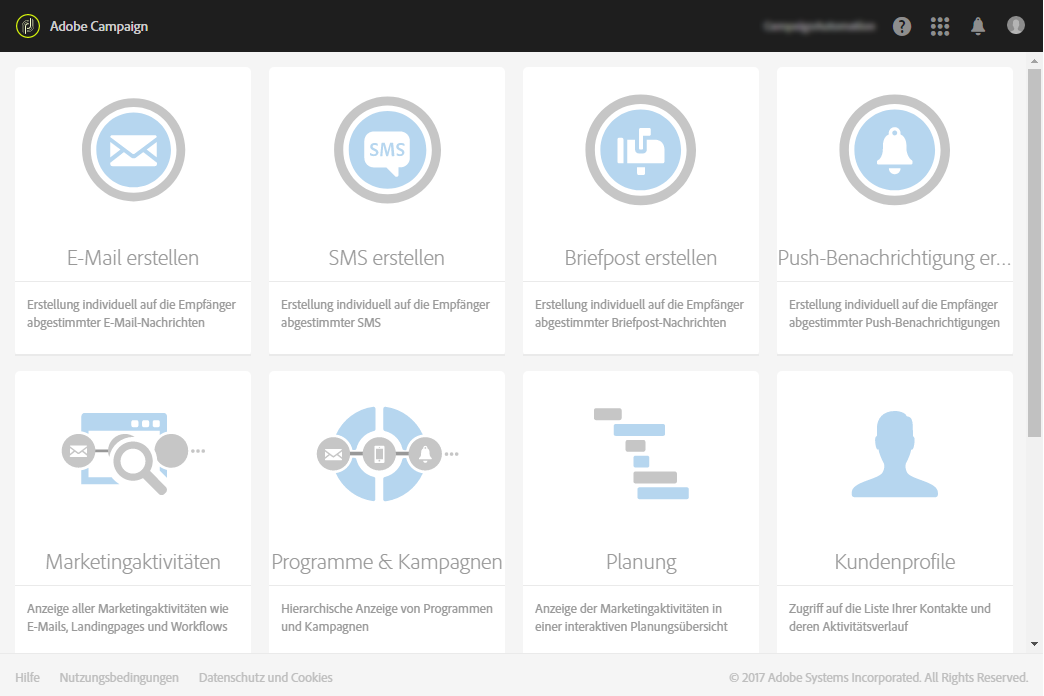 Adobe Campaign
SMS
E-Mail erstellen
Erstellung individuell auf die Empfänger
abgestimmter E-Mail-Nachrichten
SMS erstellen
Erstellung individuell auf die Empfänger
abgestimmter SMS
Briefpost erstellen
Erstellung individuell auf die Empfänger
abgestimmter Briefpost-Nachrichten
Push-Benachrichtigung er...
Erstellung individuell auf die Empfänger
abgestimmter Push-Benachrichtigungen
Marketingaktivitäten
Anzeige aller Marketingaktivitäten wie
E-Mails, Landingpages und Workflows
Programme & Kampagnen
Hierarchische Anzeige von Programmen
und Kampagnen
Planung
Anzeige der Marketingaktivitäten in
einer interaktiven Planungsübersicht
Kundenprofile
Zugriff auf die Liste Ihrer Kontakte und
deren Aktivitätsverlauf
Hilfe Nutzungsbedingungen Datenschutz und Cookies © 2017 Adobe Systems Incorporated. All Rights Reserved.